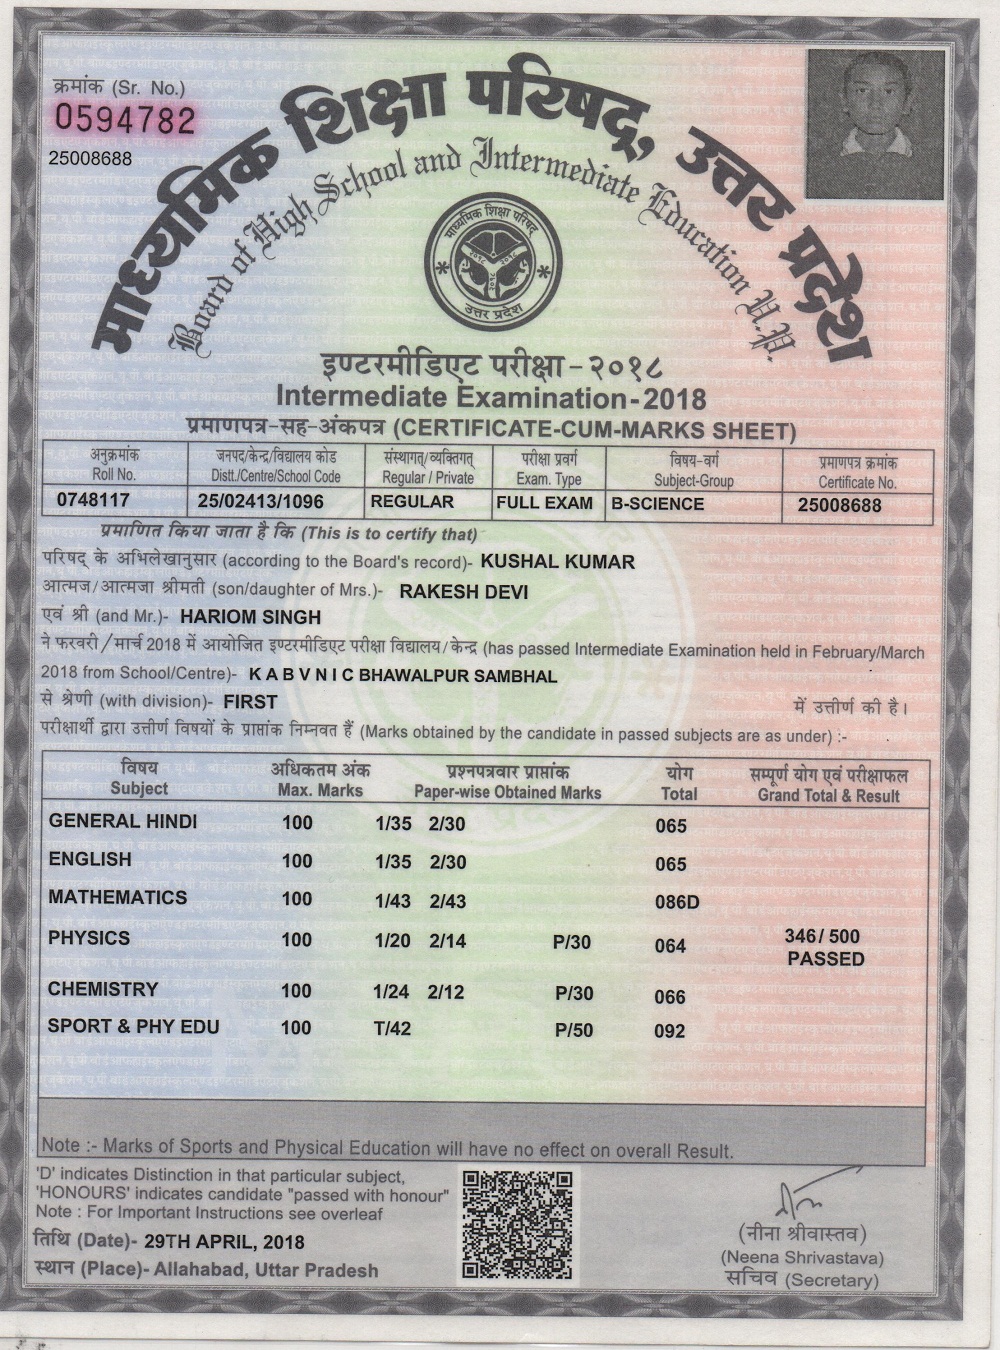 क्रमांक (Sr. No.)
0594782
25008688
माध्यमिक शिक्षा परिषद्, उत्तर प्रदेश
Board of High School and Intermediate Education U.P.
माध्यमिक शिक्षा परिषद
उत्तर प्रदेश
इण्टरमीडिएट परीक्षा - २०१८
Intermediate Examination - 2018
प्रमाणपत्र-सह-अंकपत्र (CERTIFICATE-CUM-MARKS SHEET)
अनुक्रमांक जनपद/केन्द्र/विद्यालय कोड संस्थागत्/व्यक्तिगत् परीक्षा प्रवर्ग विषय-वर्ग प्रमाणपत्र क्रमांक
Roll No. Distt./Centre/School Code Regular / Private Exam. Type Subject-Group Certificate No.
0748117 25/02413/1096 REGULAR FULL EXAM B-SCIENCE 25008688
प्रमाणित किया जाता है कि (This is to certify that)
परिषद् के अभिलेखानुसार (according to the Board's record)- KUSHAL KUMAR
आत्मज/आत्मजा श्रीमती (son/daughter of Mrs.)- RAKESH DEVI
एवं श्री (and Mr.)- HARIOM SINGH
ने फरवरी/मार्च 2018 में आयोजित इण्टरमीडिएट परीक्षा विद्यालय/केन्द्र (has passed Intermediate Examination held in February/March
2018 from School/Centre)- K A B V N I C BHAWALPUR SAMBHAL
से श्रेणी (with division)- FIRST में उत्तीर्ण की है।
परीक्षार्थी द्वारा उत्तीर्ण विषयों के प्राप्तांक निम्नवत हैं (Marks obtained by the candidate in passed subjects are as under) :-
विषय अधिकतम अंक प्रश्नपत्रवार प्राप्तांक योग सम्पूर्ण योग एवं परीक्षाफल
Subject Max. Marks Paper-wise Obtained Marks Total Grand Total & Result
GENERAL HINDI 100 1/35 2/30 065
ENGLISH 100 1/35 2/30 065
MATHEMATICS 100 1/43 2/43 086D
PHYSICS 100 1/20 2/14 P/30 064 346/ 500
PASSED
CHEMISTRY 100 1/24 2/12 P/30 066
SPORT & PHY EDU 100 T/42 P/50 092
Note :- Marks of Sports and Physical Education will have no effect on overall Result.
'D' indicates Distinction in that particular subject,
'HONOURS' indicates candidate "passed with honour"
Note : For Important Instructions see overleaf
तिथि (Date)- 29TH APRIL, 2018
स्थान (Place)- Allahabad, Uttar Pradesh
(नीना श्रीवास्तव)
(Neena Shrivastava)
सचिव (Secretary)